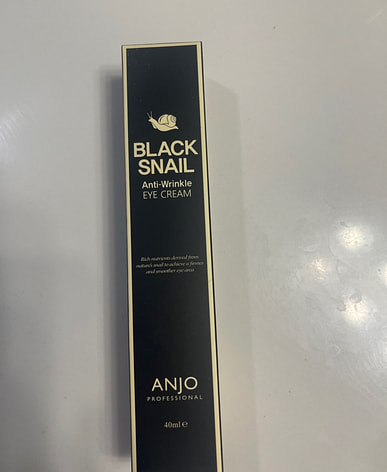 BLACK
SNAIL
Anti-Wrinkle
EYE CREAM
Rich nutrients derived from
nature's snail to achieve a firmer
and smoother eye area
ANJO
PROFESSIONAL
40ml ℮